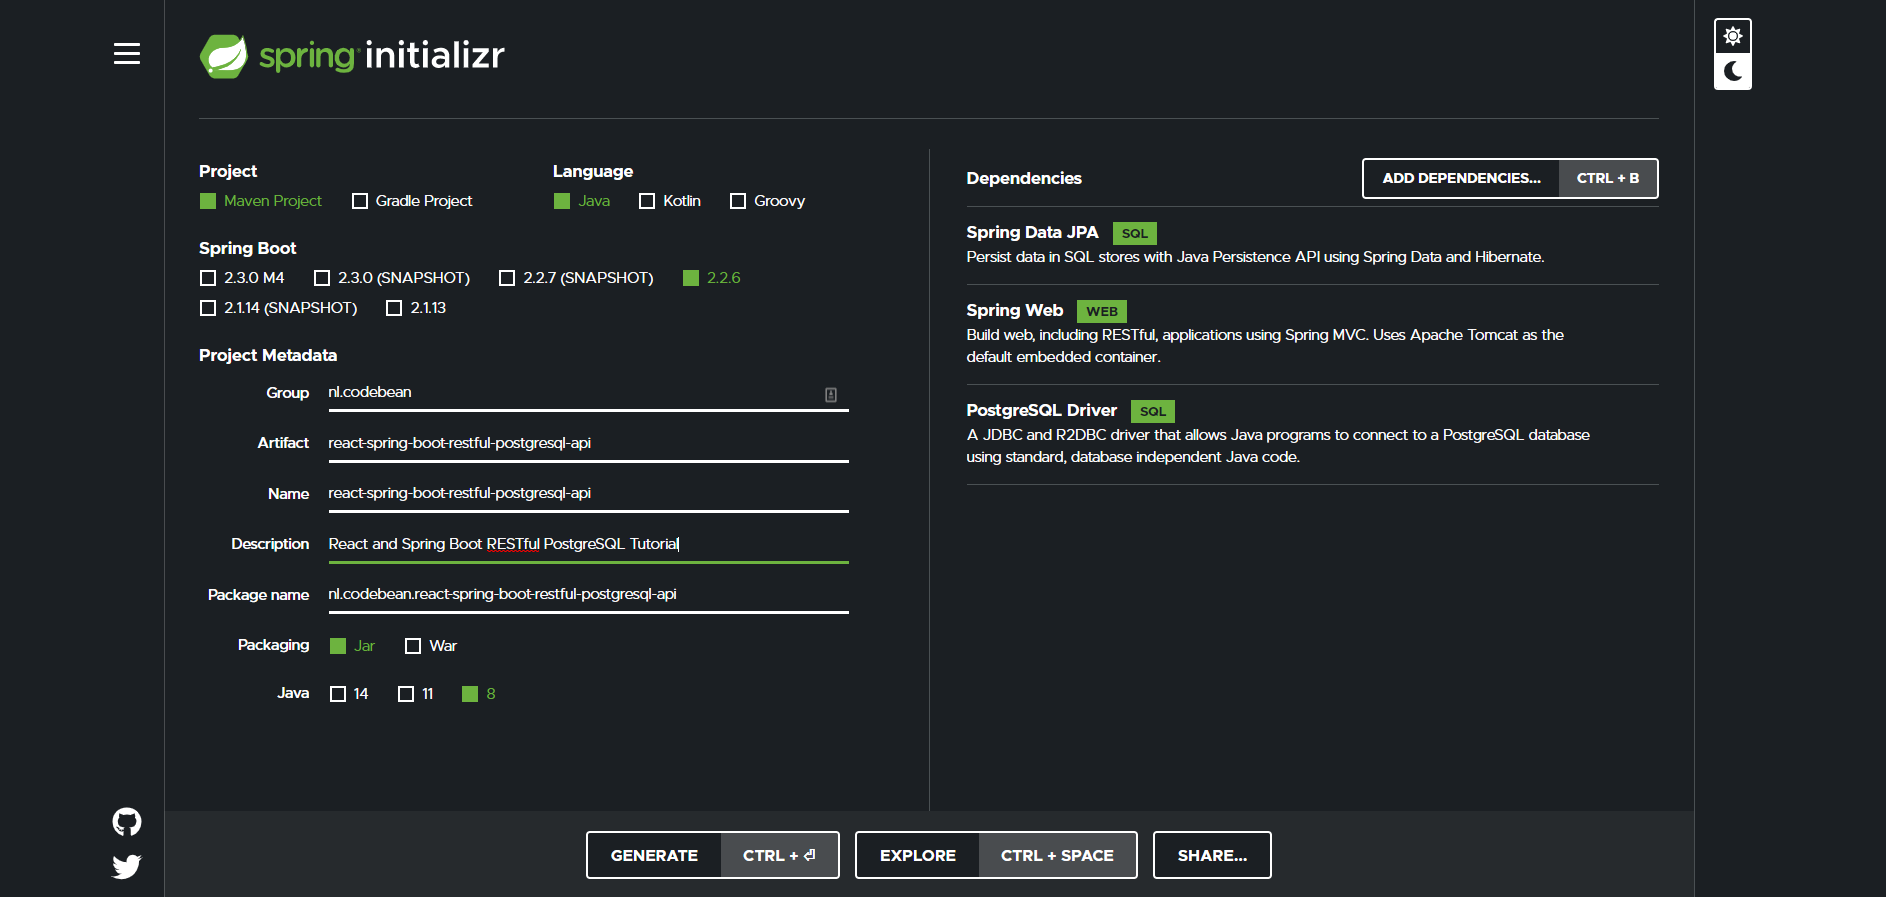 spring initializr
Project
Maven Project Gradle Project
Language
Java Kotlin Groovy
Spring Boot
2.3.0 M4 2.3.0 (SNAPSHOT) 2.2.7 (SNAPSHOT) 2.2.6
2.1.14 (SNAPSHOT) 2.1.13
Project Metadata
Group nl.codebean
Artifact react-spring-boot-restful-postgresql-api
Name react-spring-boot-restful-postgresql-api
Description React and Spring Boot RESTful PostgreSQL Tutorial
Package name nl.codebean.react-spring-boot-restful-postgresql-api
Packaging Jar War
Java 14 11 8
Dependencies ADD DEPENDENCIES... CTRL + B
Spring Data JPA SQL
Persist data in SQL stores with Java Persistence API using Spring Data and Hibernate.
Spring Web WEB
Build web, including RESTful, applications using Spring MVC. Uses Apache Tomcat as the
default embedded container.
PostgreSQL Driver SQL
A JDBC and R2DBC driver that allows Java programs to connect to a PostgreSQL database
using standard, database independent Java code.
GENERATE CTRL + ⏎ EXPLORE CTRL + SPACE SHARE...